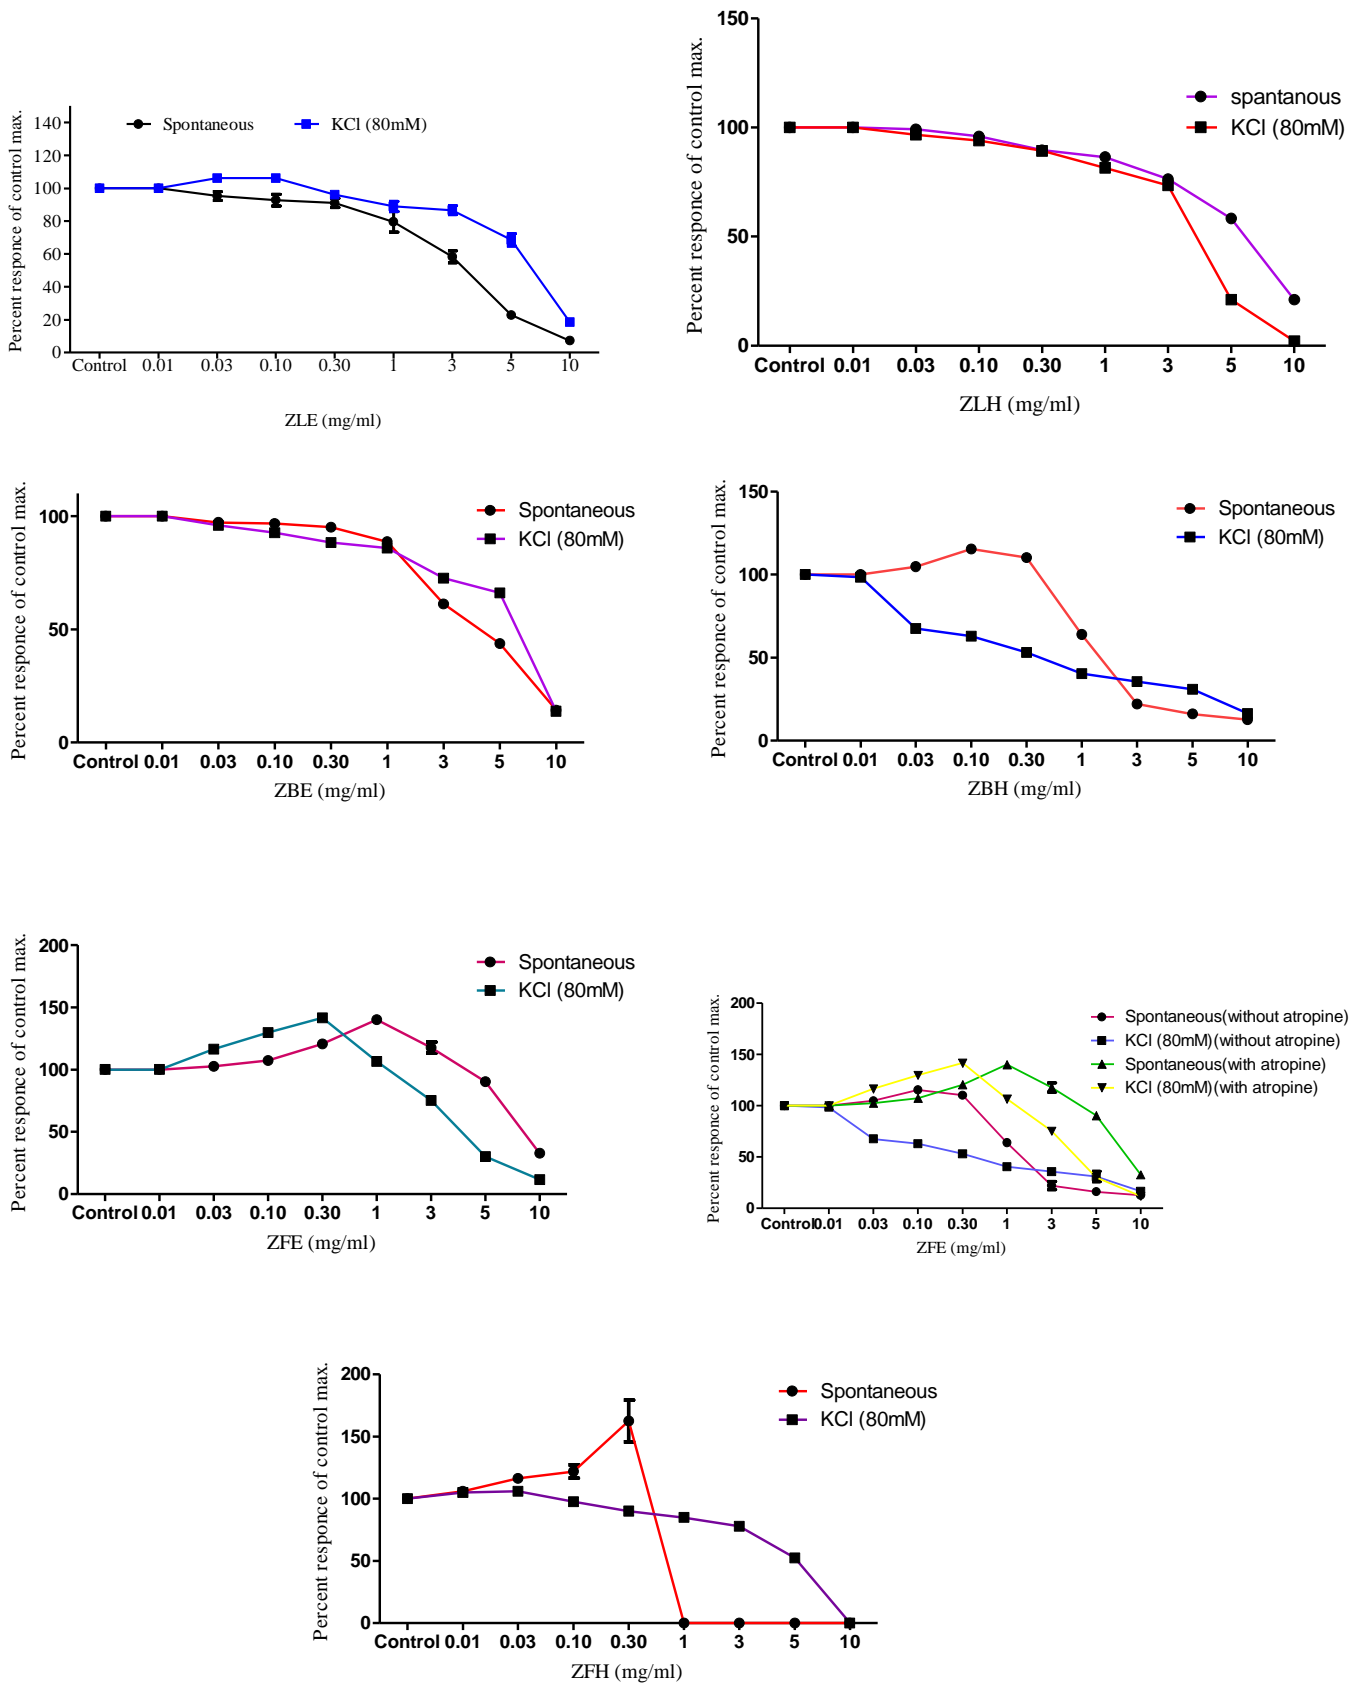 Percent responce of control max.
140
120
100
80
60
40
20
0
Spontaneous
KCl (80mM)
Control 0.01 0.03 0.10 0.30 1 3 5 10
ZLE (mg/ml)
Percent responce of control max.
150
100
50
0
spantanous
KCl (80mM)
Control 0.01 0.03 0.10 0.30 1 3 5 10
ZLH (mg/ml)
Percent responce of control max.
100
50
0
Spontaneous
KCl (80mM)
Control 0.01 0.03 0.10 0.30 1 3 5 10
ZBE (mg/ml)
Percent responce of control max.
150
100
50
0
Spontaneous
KCl (80mM)
Control 0.01 0.03 0.10 0.30 1 3 5 10
ZBH (mg/ml)
Percent responce of control max.
200
150
100
50
0
Spontaneous
KCl (80mM)
Control 0.01 0.03 0.10 0.30 1 3 5 10
ZFE (mg/ml)
Percent responce of control max.
200
150
100
50
0
Spontaneous(without atropine)
KCl (80mM)(without atropine)
Spontaneous(with atropine)
KCl (80mM)(with atropine)
Control 0.01 0.03 0.10 0.30 1 3 5 10
ZFE (mg/ml)
Percent responce of control max.
200
150
100
50
0
Spontaneous
KCl (80mM)
Control 0.01 0.03 0.10 0.30 1 3 5 10
ZFH (mg/ml)